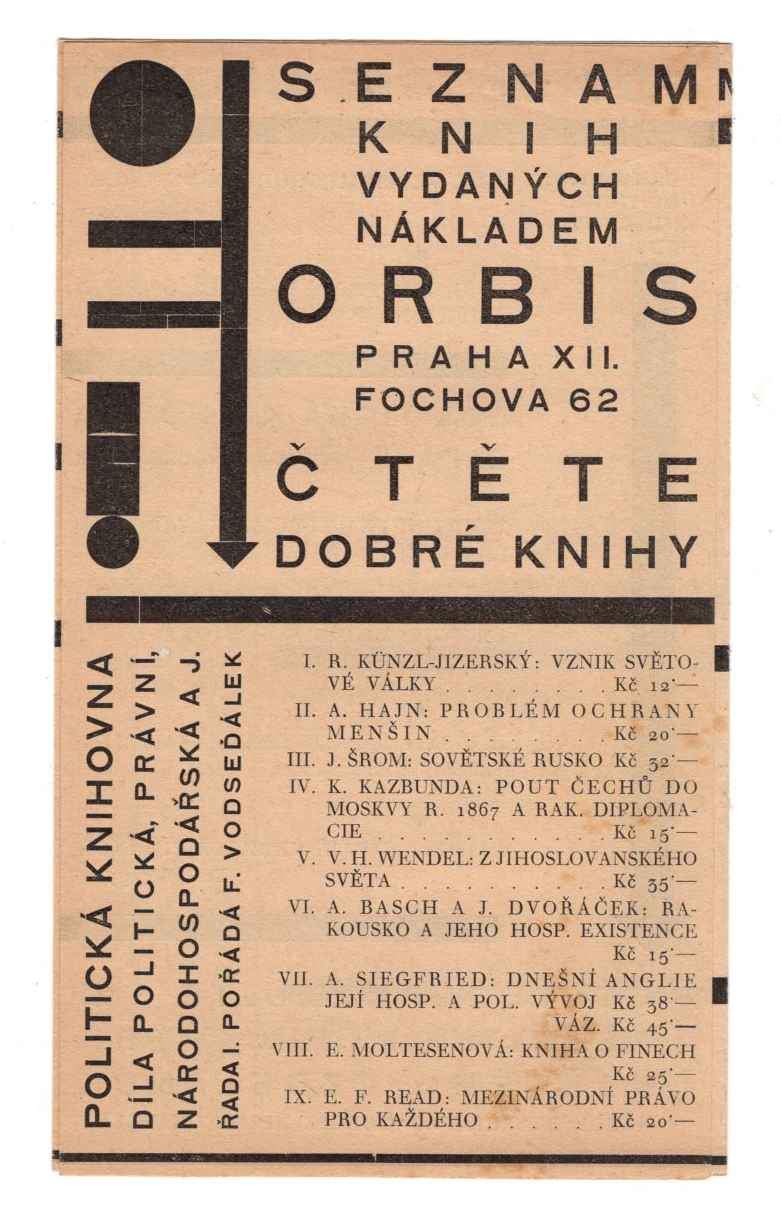 SEZNAM
KNIH
VYDANÝCH
NÁKLADEM
ORBIS
PRAHA XII.
FOCHOVA 62
ČTĚTE
DOBRÉ KNIHY
POLITICKÁ KNIHOVNA
DÍLA POLITICKÁ, PRÁVNÍ,
NÁRODOHOSPODÁŘSKÁ A J.
ŘADA I. POŘÁDÁ F. VODSEĎÁLEK
I. R. KÜNZL-JIZERSKÝ: VZNIK SVĚTO-
VÉ VÁLKY . . . . . . . . Kč 12·—
II. A. HAJN: PROBLÉM OCHRANY
MENŠIN . . . . . . . . . Kč 20·—
III. J. ŠROM: SOVĚTSKÉ RUSKO Kč 32·—
IV. K. KAZBUNDA: POUT ČECHŮ DO
MOSKVY R. 1867 A RAK. DIPLOMA-
CIE . . . . . . . . . . . Kč 15·—
V. V. H. WENDEL: Z JIHOSLOVANSKÉHO
SVĚTA . . . . . . . . . . Kč 35·—
VI. A. BASCH A J. DVOŘÁČEK: RA-
KOUSKO A JEHO HOSP. EXISTENCE
Kč 15·—
VII. A. SIEGFRIED: DNEŠNÍ ANGLIE
JEJÍ HOSP. A POL. VÝVOJ Kč 38·—
VÁZ. Kč 45·—
VIII. E. MOLTESENOVÁ: KNIHA O FINECH
Kč 25·—
IX. E. F. READ: MEZINÁRODNÍ PRÁVO
PRO KAŽDÉHO . . . . . . Kč 20·—